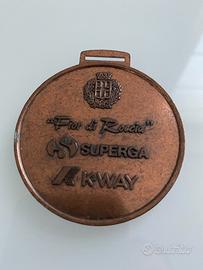 "Fior di Roccia"
SUPERGA
K-WAY